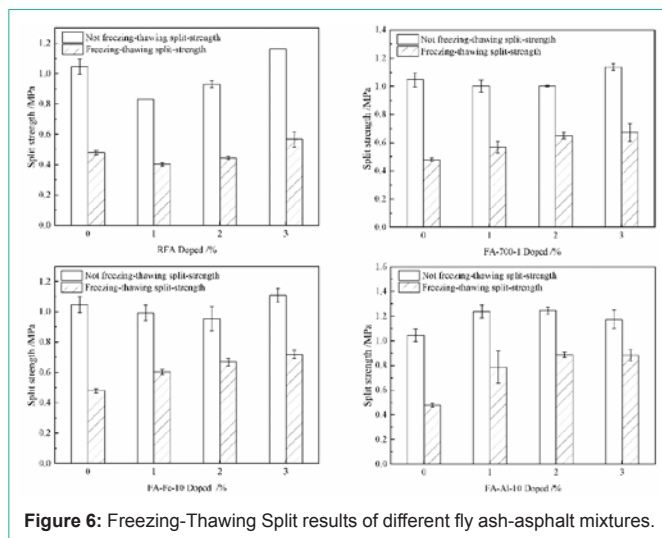 Not freezing-thawing split-strength
Freezing-thawing split-strength
Split strength /MPa
1.2
1.0
0.8
0.6
0.4
0.2
0.0
0 1 2 3
RFA Doped /%
Not freezing-thawing split-strength
Freezing-thawing split-strength
Split strength /MPa
1.4
1.2
1.0
0.8
0.6
0.4
0.2
0.0
0 1 2 3
FA-700-1 Doped/%
Not freezing-thawing split-strength
Freezing-thawing split-strength
Split strength /MPa
1.2
1.0
0.8
0.6
0.4
0.2
0.0
0 1 2 3
FA-Fe-10 Doped /%
Not freezing-thawing split-strength
Freezing-thawing split-strength
Split strength /MPa
1.6
1.4
1.2
1.0
0.8
0.6
0.4
0.2
0.0
0 1 2 3
FA-Al-10 Doped /%
Figure 6: Freezing-Thawing Split results of different fly ash-asphalt mixtures.